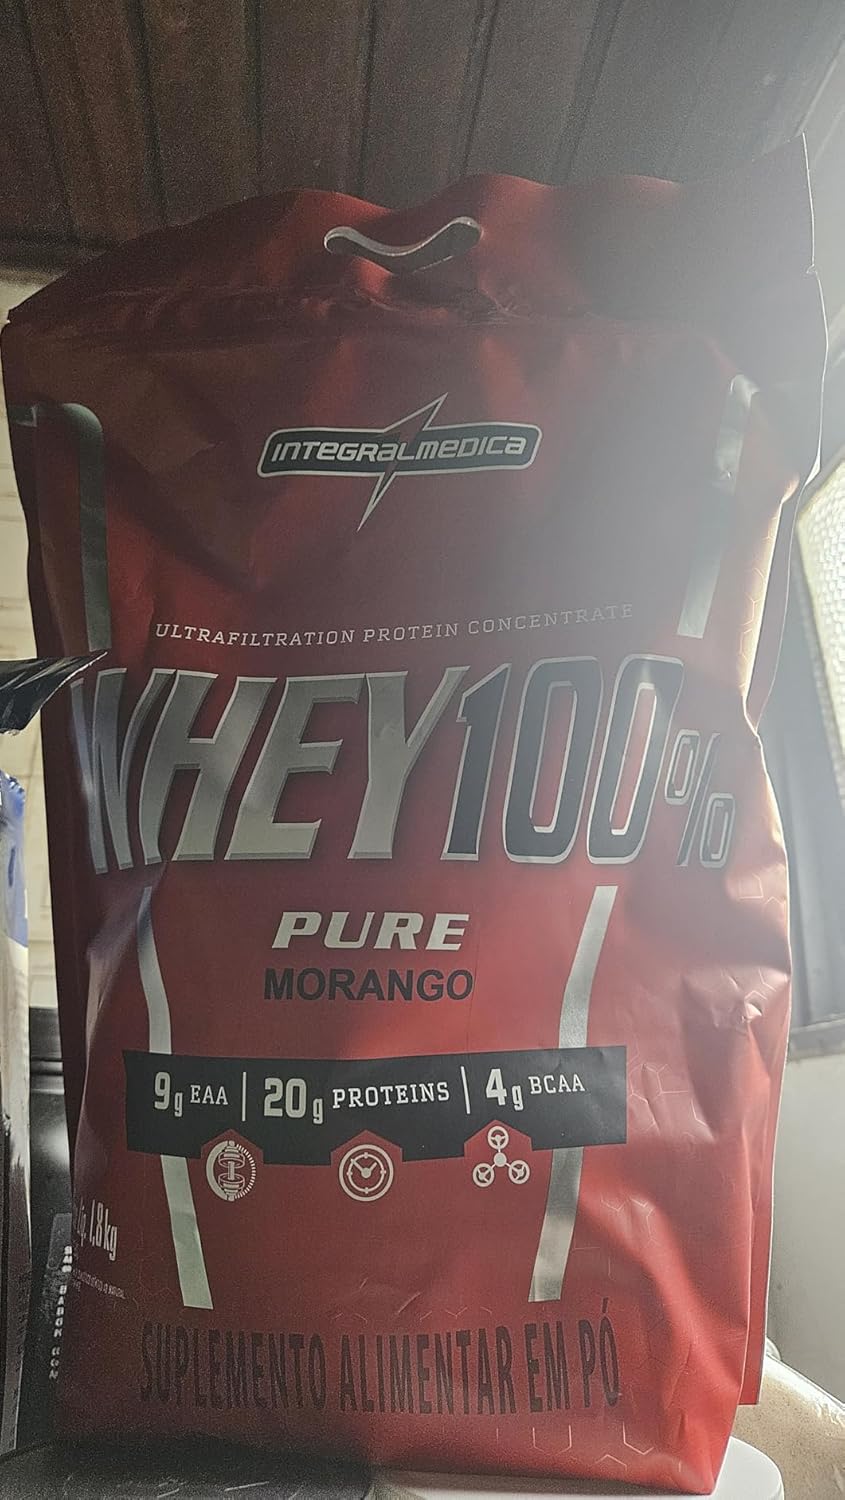 INTEGRALMEDICA
ULTRAFILTRATION PROTEIN CONCENTRATE
WHEY100%
PURE
MORANGO
9g EAA | 20g PROTEINS | 4g BCAA
1,8kg
SUPLEMENTO ALIMENTAR EM PÓ